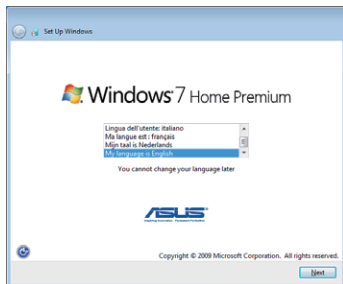 Set Up Windows
Windows 7 Home Premium
Lingua dell'utente: italiano
Ma langue est : français
Mijn taal is Nederlands
My language is English
You cannot change your language later
ASUS
Copyright © 2009 Microsoft Corporation. All rights reserved.
Next